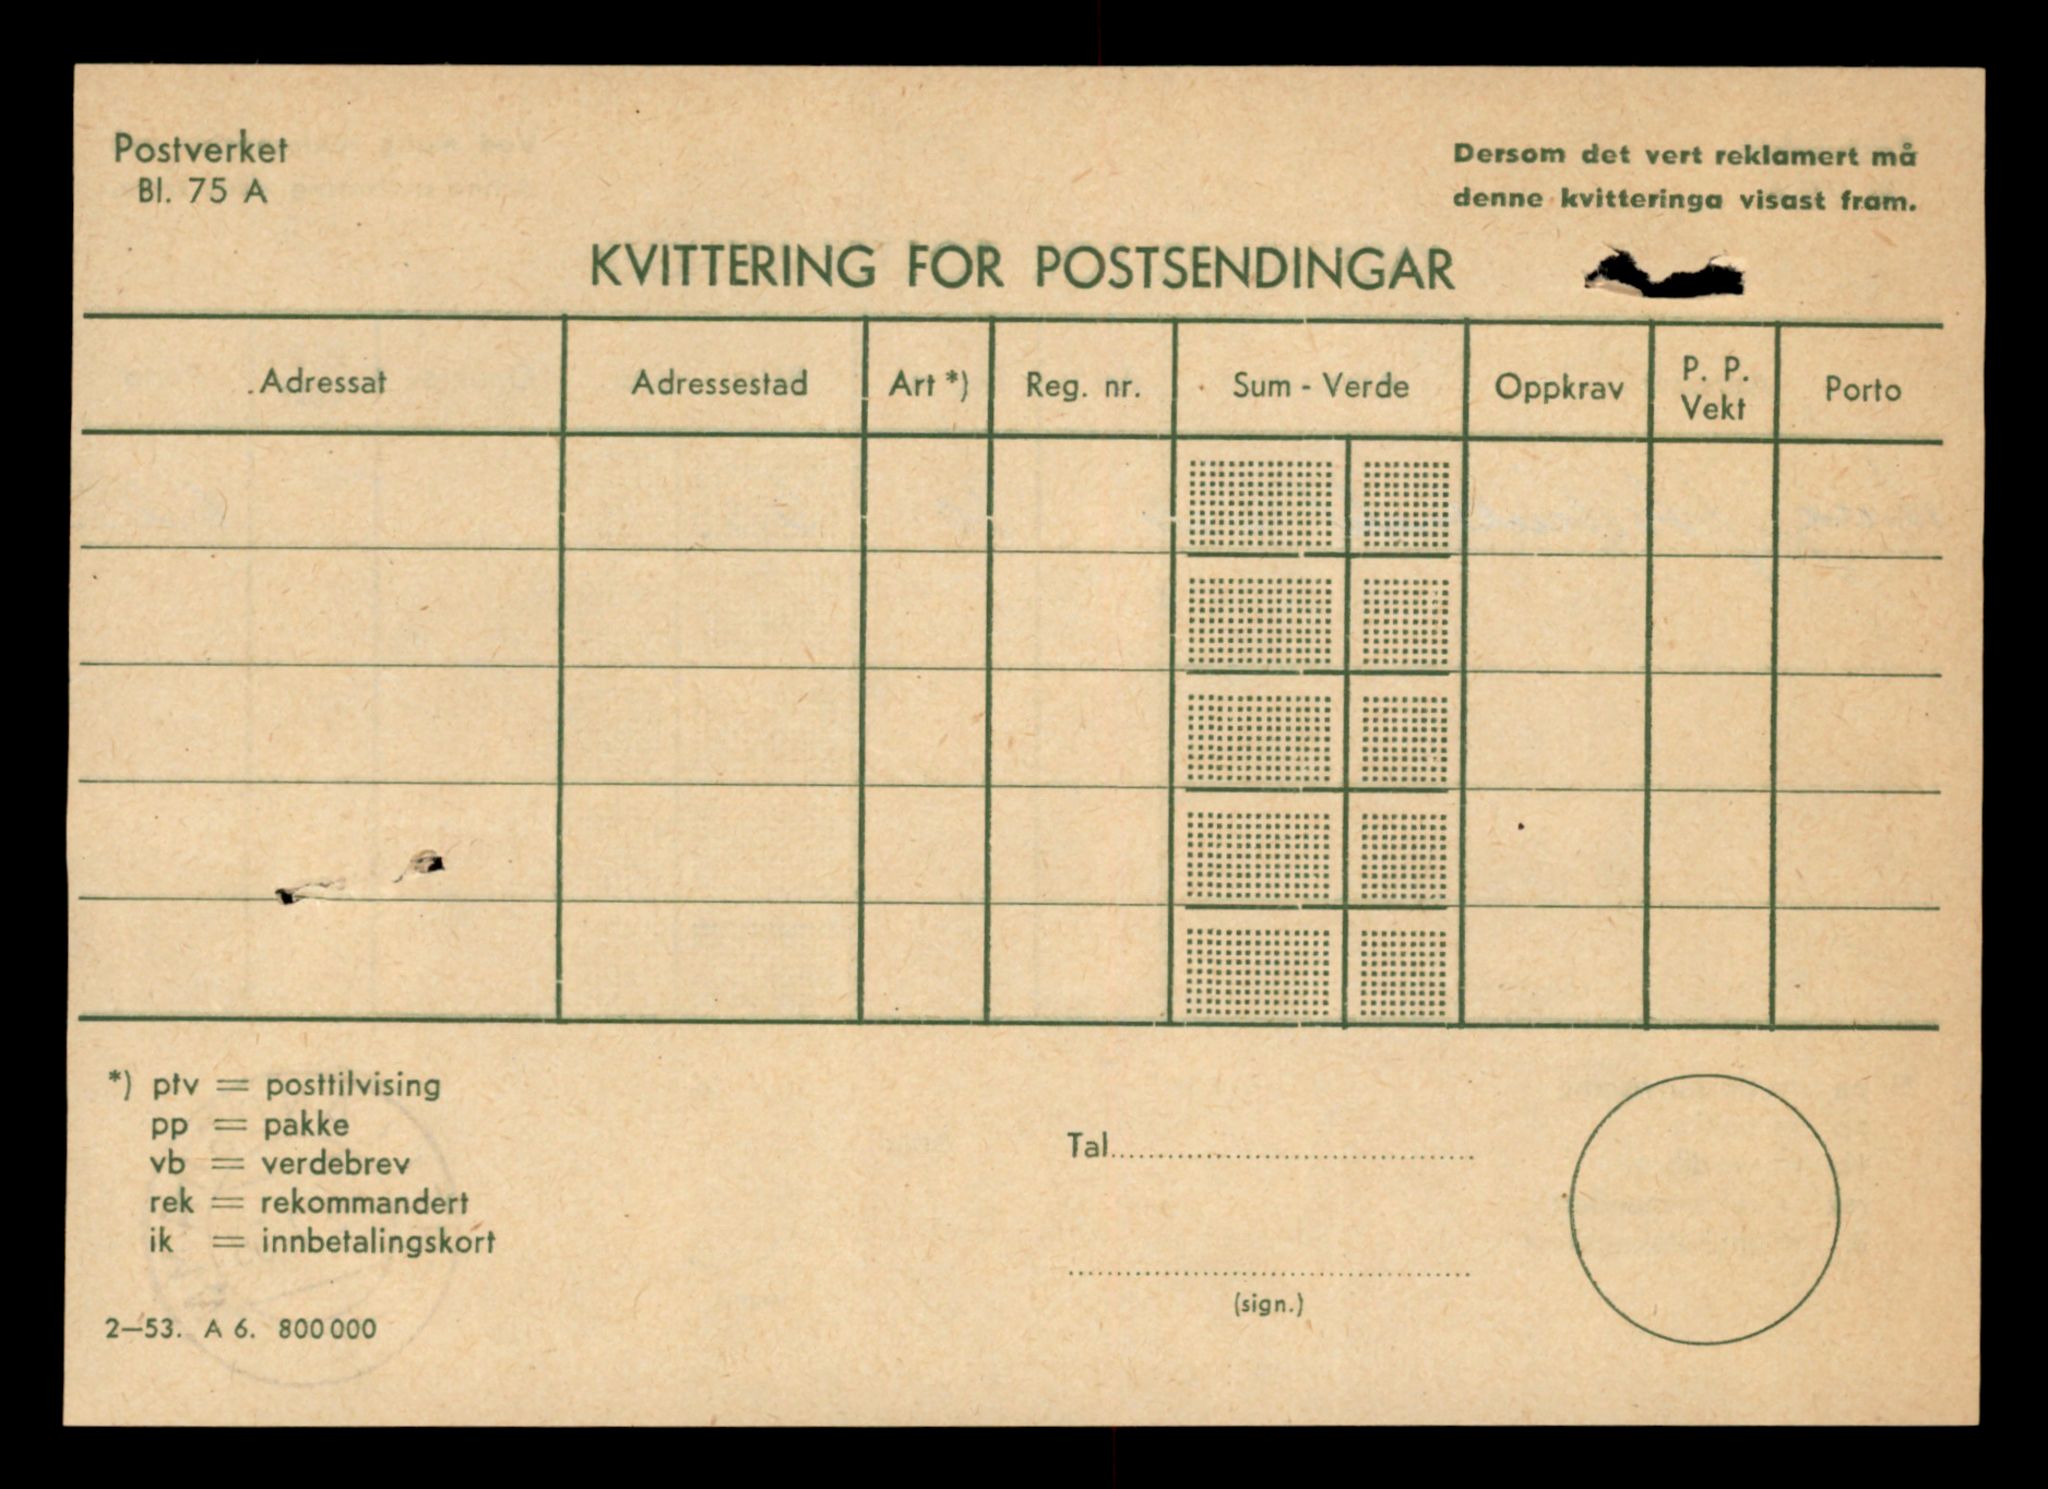 Postverket
Bl. 75 A
Dersom det vert reklamert må
denne kvitteringa visast fram.
KVITTERING FOR POSTSENDINGAR
Adressat Adressestad Art *) Reg. nr. Sum - Verde Oppkrav P. P. Vekt Porto
*) ptv = posttilvising
pp = pakke
vb = verdebrev
rek = rekommandert
ik = innbetalingskort
Tal
(sign.)
2—53. A 6. 800 000